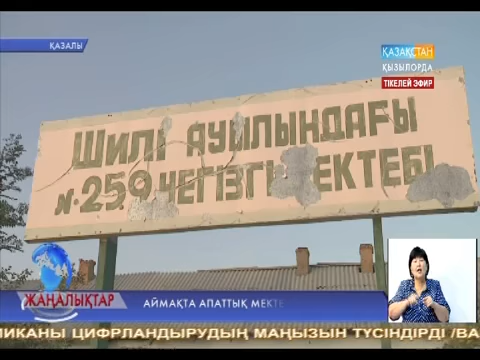 ҚАЗАЛЫ
ҚАЗАҚСТАН
ҚЫЗЫЛОРДА
ТІКЕЛЕЙ ЭФИР
ШИЛІ АУЫЛЫНДАҒЫ
№259 НЕГІЗГІ МЕКТЕБІ
ЖАҢАЛЫҚТАР
АЙМАҚТА АПАТТЫҚ МЕКТЕ
ИКАНЫ ЦИФРЛАНДЫРУДЫҢ МАҢЫЗЫН ТҮСІНДІРДІ /ВА